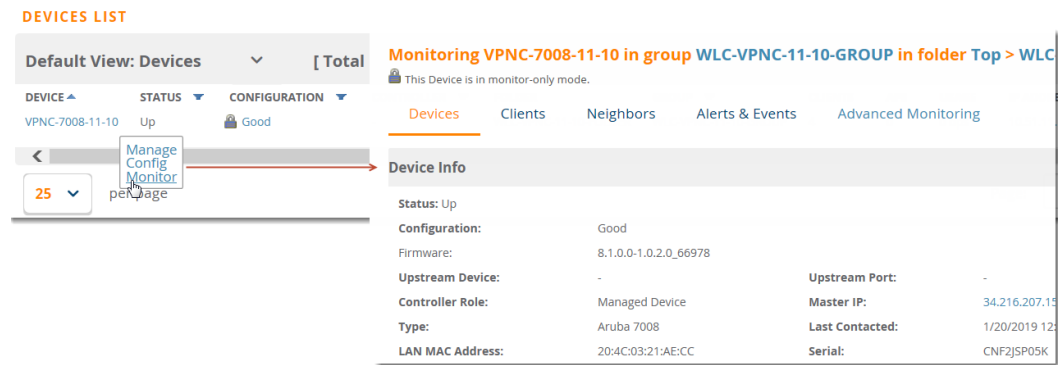 DEVICES LIST
Default View: Devices [ Total
DEVICE STATUS CONFIGURATION
VPNC-7008-11-10 Up Good
Manage
Config
Monitor
25 per page
Monitoring VPNC-7008-11-10 in group WLC-VPNC-11-10-GROUP in folder Top > WLC
This Device is in monitor-only mode.
Devices Clients Neighbors Alerts & Events Advanced Monitoring
Device Info
Status: Up
Configuration: Good
Firmware: 8.1.0.0-1.0.2.0_66978
Upstream Device: - Upstream Port: -
Controller Role: Managed Device Master IP: 34.216.207.15
Type: Aruba 7008 Last Contacted: 1/20/2019 12:
LAN MAC Address: 20:4C:03:21:AE:CC Serial: CNF2JSP05K